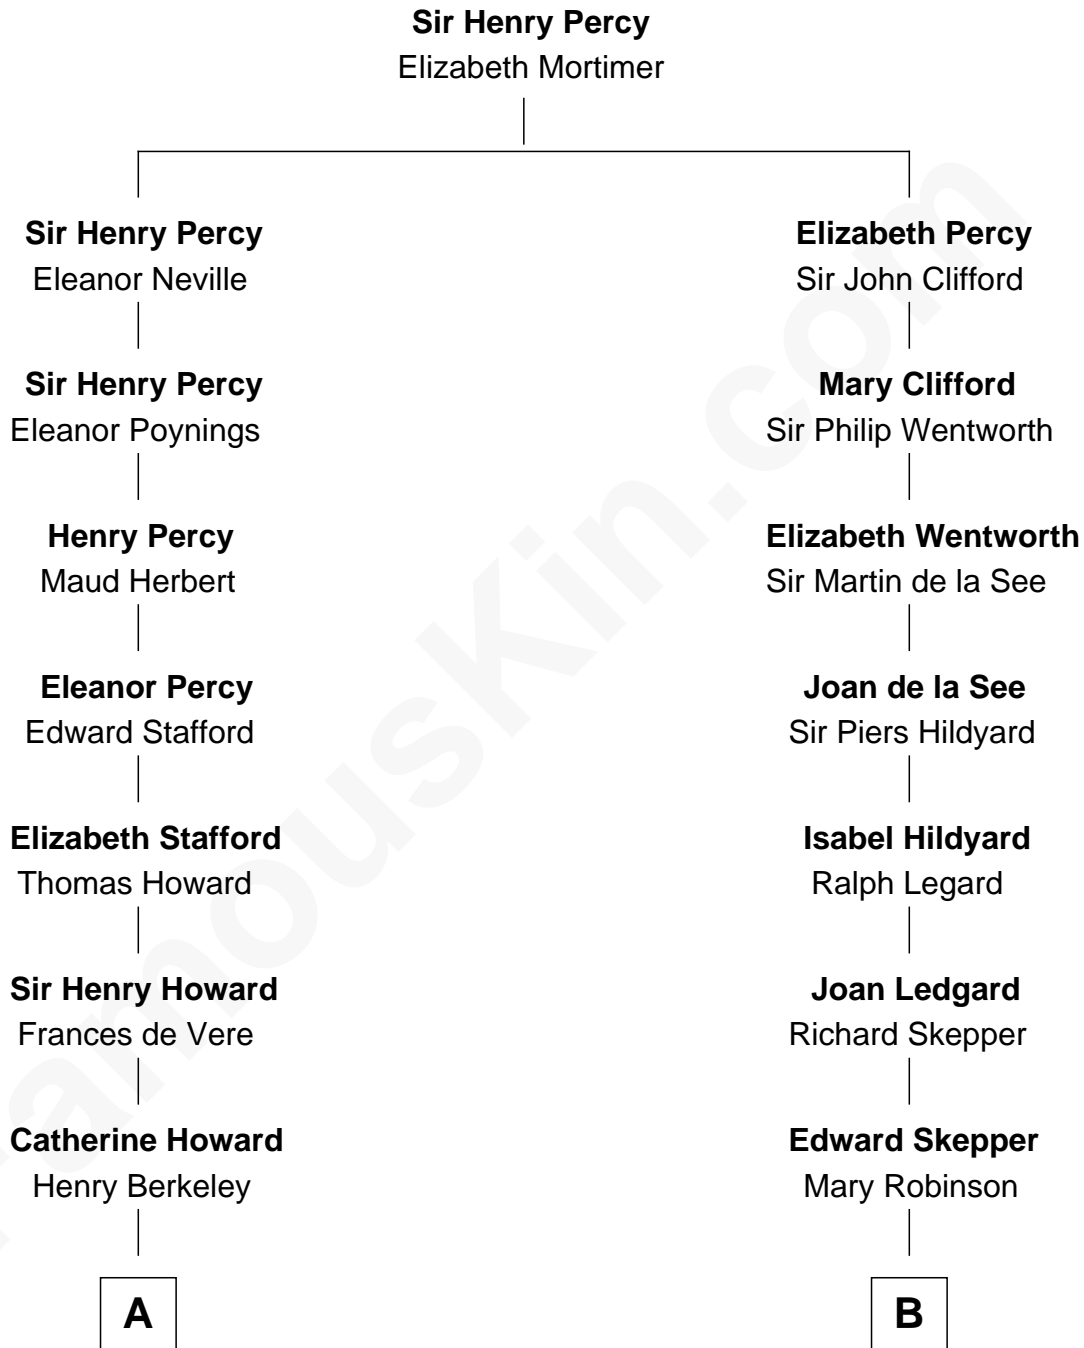 Sir Henry Percy
Elizabeth Mortimer
Sir Henry Percy
Eleanor Neville
Elizabeth Percy
Sir John Clifford
Sir Henry Percy
Eleanor Poynings
Mary Clifford
Sir Philip Wentworth
Henry Percy
Maud Herbert
Elizabeth Wentworth
Sir Martin de la See
Eleanor Percy
Edward Stafford
Joan de la See
Sir Piers Hildyard
Elizabeth Stafford
Thomas Howard
Isabel Hildyard
Ralph Legard
Sir Henry Howard
Frances de Vere
Joan Ledgard
Richard Skepper
Catherine Howard
Henry Berkeley
Edward Skepper
Mary Robinson
A
B
FamousKin.com